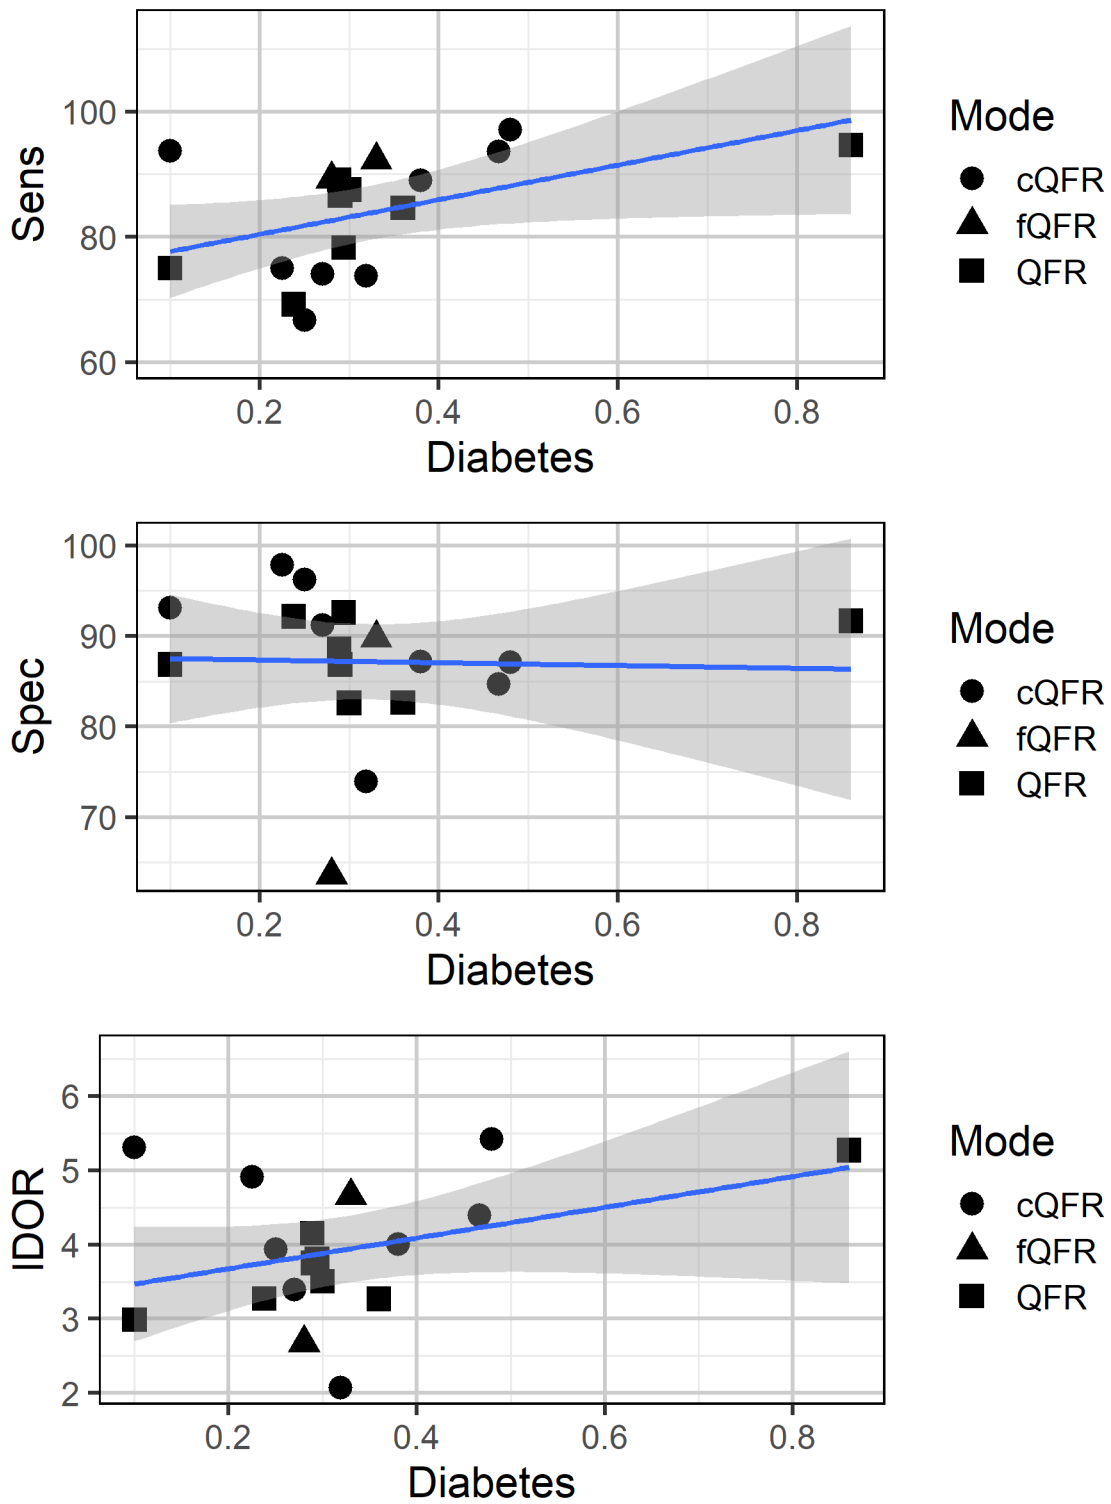 Sens
100
80
60
0.2 0.4 0.6 0.8
Diabetes
Mode
cQFR
fQFR
QFR
Spec
100
90
80
70
0.2 0.4 0.6 0.8
Diabetes
Mode
cQFR
fQFR
QFR
lDOR
6
5
4
3
2
0.2 0.4 0.6 0.8
Diabetes
Mode
cQFR
fQFR
QFR